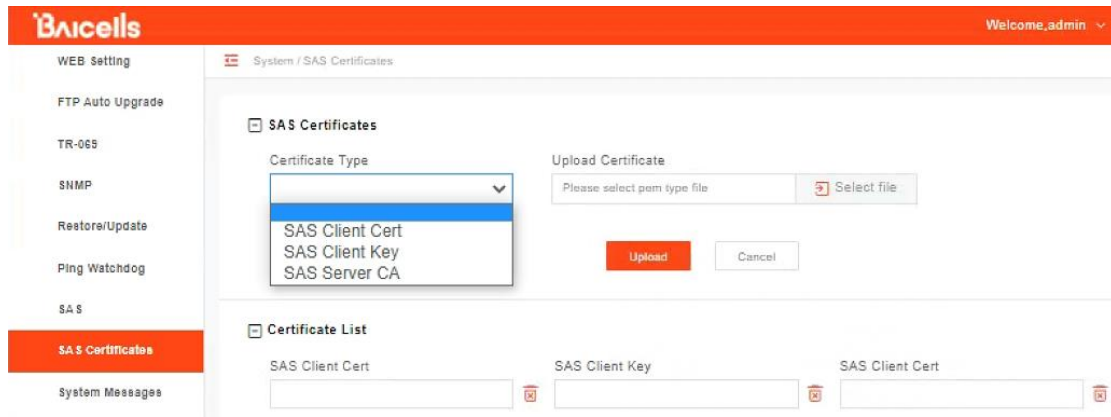 BAICELLS
Welcome,admin
WEB Setting
System / SAS Certificates
FTP Auto Upgrade
SAS Certificates
TR-069
Certificate Type
Upload Certificate
SNMP
Please select pem type file
Select file
Restore/Update
SAS Client Cert
SAS Client Key
SAS Server CA
Upload
Cancel
Ping Watchdog
SAS
Certificate List
SAS Certificates
SAS Client Cert
SAS Client Key
SAS Client Cert
System Messages